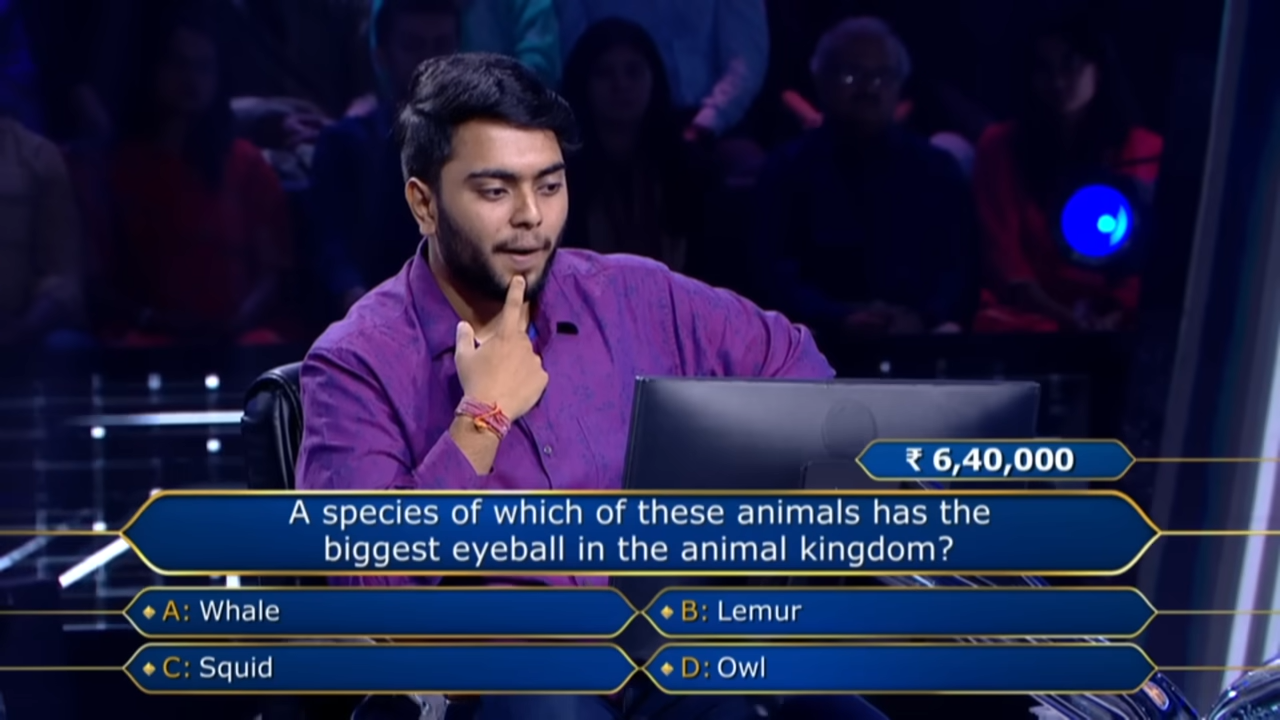 ₹ 6,40,000
A species of which of these animals has the
biggest eyeball in the animal kingdom?
A: Whale
B: Lemur
C: Squid
D: Owl